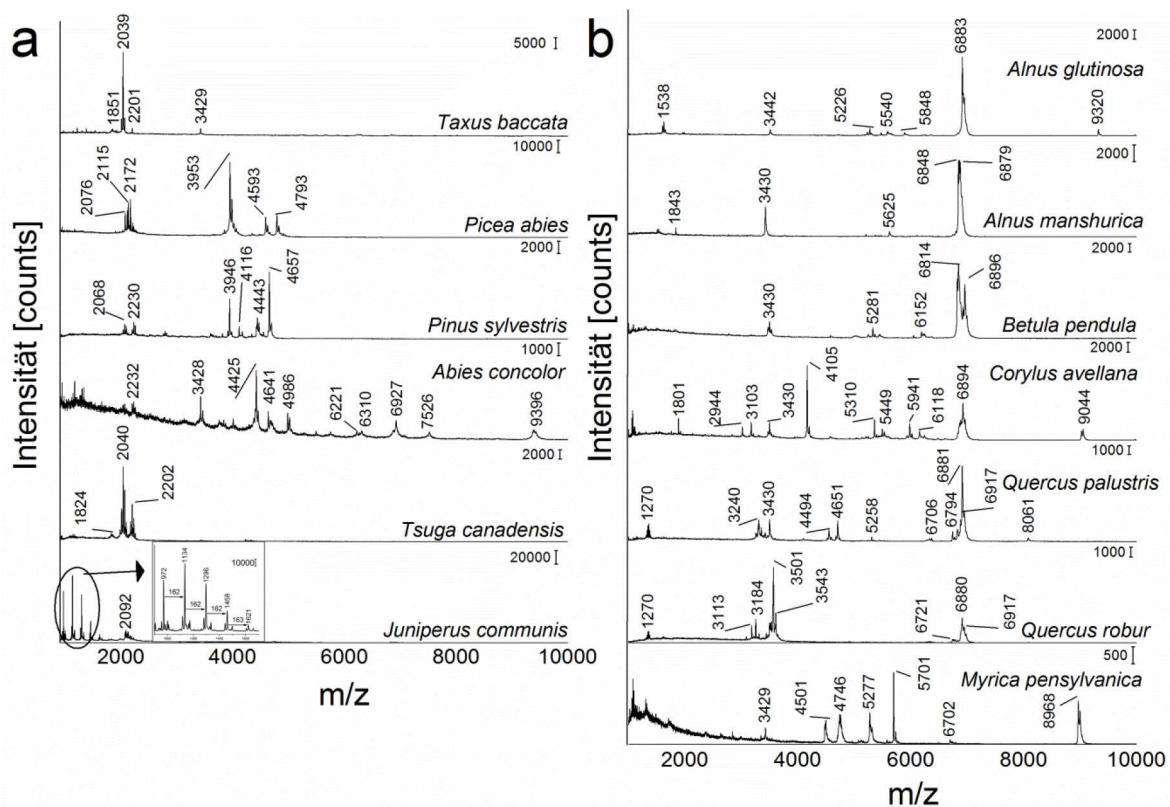 a
Intensität [counts]
5000 I
2039
1851
2201
3429
Taxus baccata
10000 I
2076
2115
2172
3953
4593
4793
Picea abies
2000 I
2068
2230
3946
4116
4443
4657
Pinus sylvestris
1000 I
2232
3428
4425
4641
4986
6221
6310
6927
7526
9396
Abies concolor
2000 I
1824
2040
2202
Tsuga canadensis
20000 I
2092
Juniperus communis
10000 I
972
1134
1296
1458
1621
162
162
162
163
2000 4000 6000 8000 10000
m/z
b
Intensität [counts]
2000 I
1538
3442
5226
5540
5848
6883
9320
Alnus glutinosa
2000 I
1843
3430
5625
6848
6879
Alnus manshurica
2000 I
3430
5281
6152
6814
6896
Betula pendula
2000 I
1801
2944
3103
3430
4105
5310
5449
5941
6118
6894
9044
Corylus avellana
1000 I
1270
3240
3430
4494
4651
5258
6706
6794
6881
6917
8061
Quercus palustris
1000 I
1270
3113
3184
3501
3543
6721
6880
6917
Quercus robur
500 I
3429
4501
4746
5277
5701
6702
8968
Myrica pensylvanica
2000 4000 6000 8000 10000
m/z